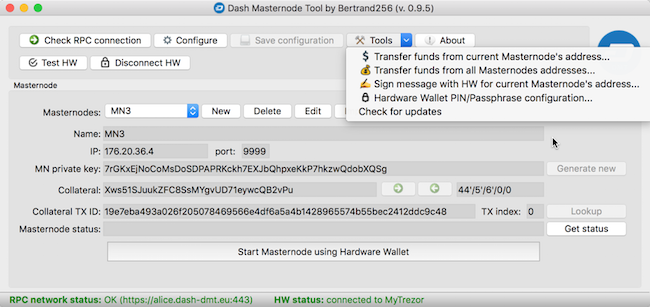 Dash Masternode Tool by Bertrand256 (v. 0.9.5)
Check RPC connection Configure Save configuration Tools About
Transfer funds from current Masternode's address...
Transfer funds from all Masternodes addresses...
Sign message with HW for current Masternode's address...
Hardware Wallet PIN/Passphrase configuration...
Check for updates
Test HW Disconnect HW
Masternode
Masternodes: MN3 New Delete Edit
Name: MN3
IP: 176.20.36.4 port: 9999
MN private key: 7rGKxEjNoCoMsDoSDPAPRKckh7EXJbQhpxeKkP7hkzwQdobXQSg Generate new
Collateral: Xws51SJuukZFC8SsMYgvUD71eywcQB2vPu 44'/5'/6'/0/0
Collateral TX ID: 19e7eba493a026f205078469566e4df6a5a4b1428965574b55bec2412ddc9c48 TX index: 0 Lookup
Masternode status: Get status
Start Masternode using Hardware Wallet
RPC network status: OK (https://alice.dash-dmt.eu:443) HW status: connected to MyTrezor